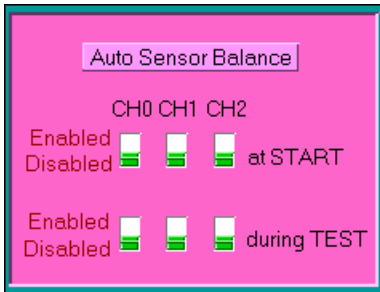 Auto Sensor Balance
CH0 CH1 CH2
Enabled
Disabled
at START
Enabled
Disabled
during TEST